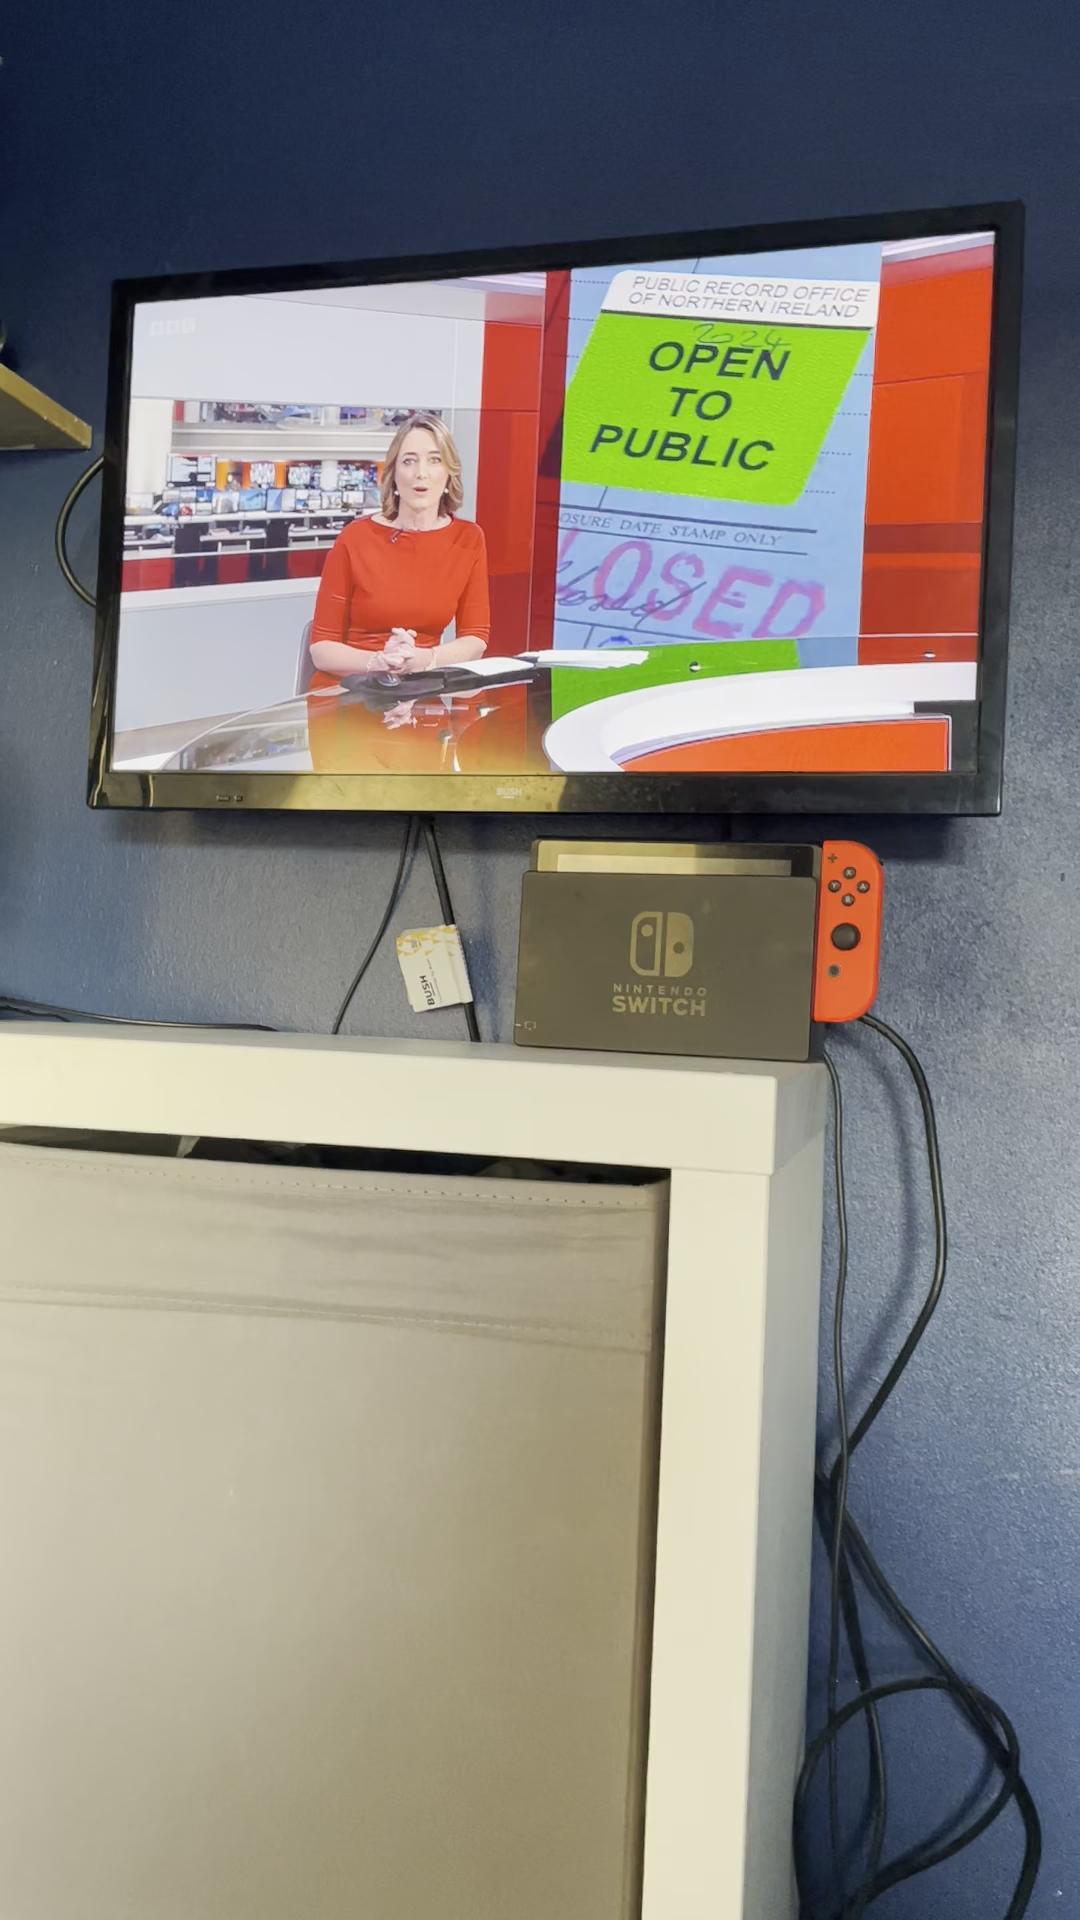 BBC
PUBLIC RECORD OFFICE
OF NORTHERN IRELAND
2024
OPEN
TO
PUBLIC
OSURE DATE STAMP ONLY
LOSED
BUSH
BUSH
NINTENDO
SWITCH
X
Y
A
B